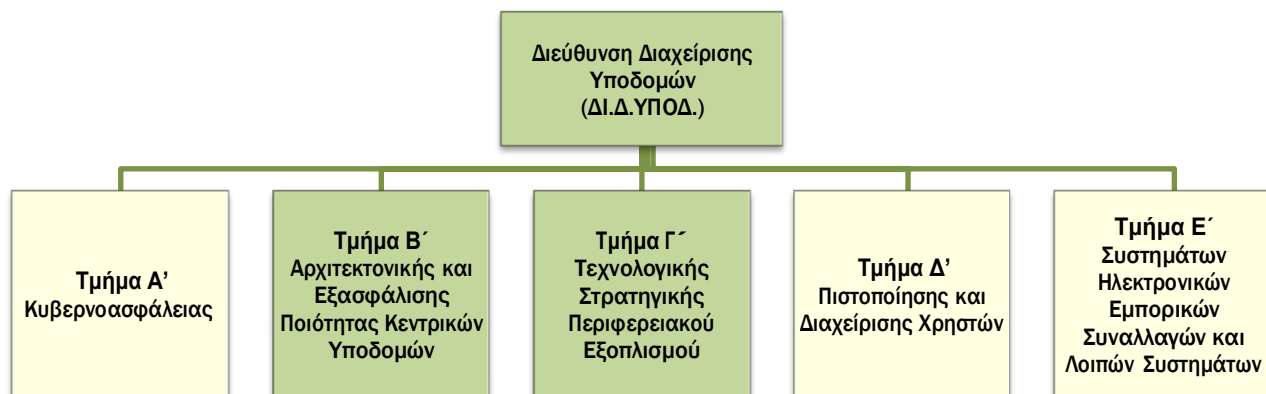 Διεύθυνση Διαχείρισης
Υποδομών
(ΔΙ.Δ.ΥΠΟΔ.)
Τμήμα Α’
Κυβερνοασφάλειας
Τμήμα Β΄
Αρχιτεκτονικής και
Εξασφάλισης
Ποιότητας Κεντρικών
Υποδομών
Τμήμα Γ΄
Τεχνολογικής
Στρατηγικής
Περιφερειακού
Εξοπλισμού
Τμήμα Δ’
Πιστοποίησης και
Διαχείρισης Χρηστών
Τμήμα Ε΄
Συστημάτων
Ηλεκτρονικών
Εμπορικών
Συναλλαγών και
Λοιπών Συστημάτων